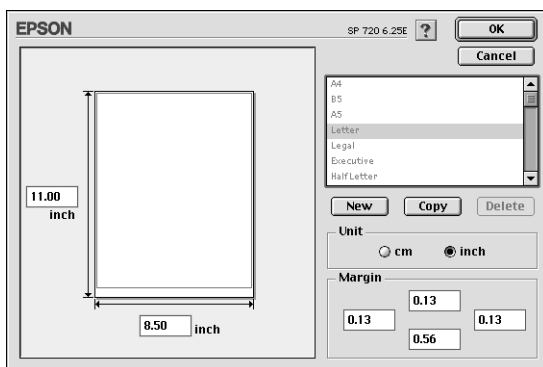 EPSON
SP 720 6.25E
?
OK
Cancel
A4
B5
A5
Letter
Legal
Executive
HalfLetter
11.00
inch
8.50 inch
New Copy Delete
Unit
cm inch
Margin
0.13
0.13 0.13
0.56